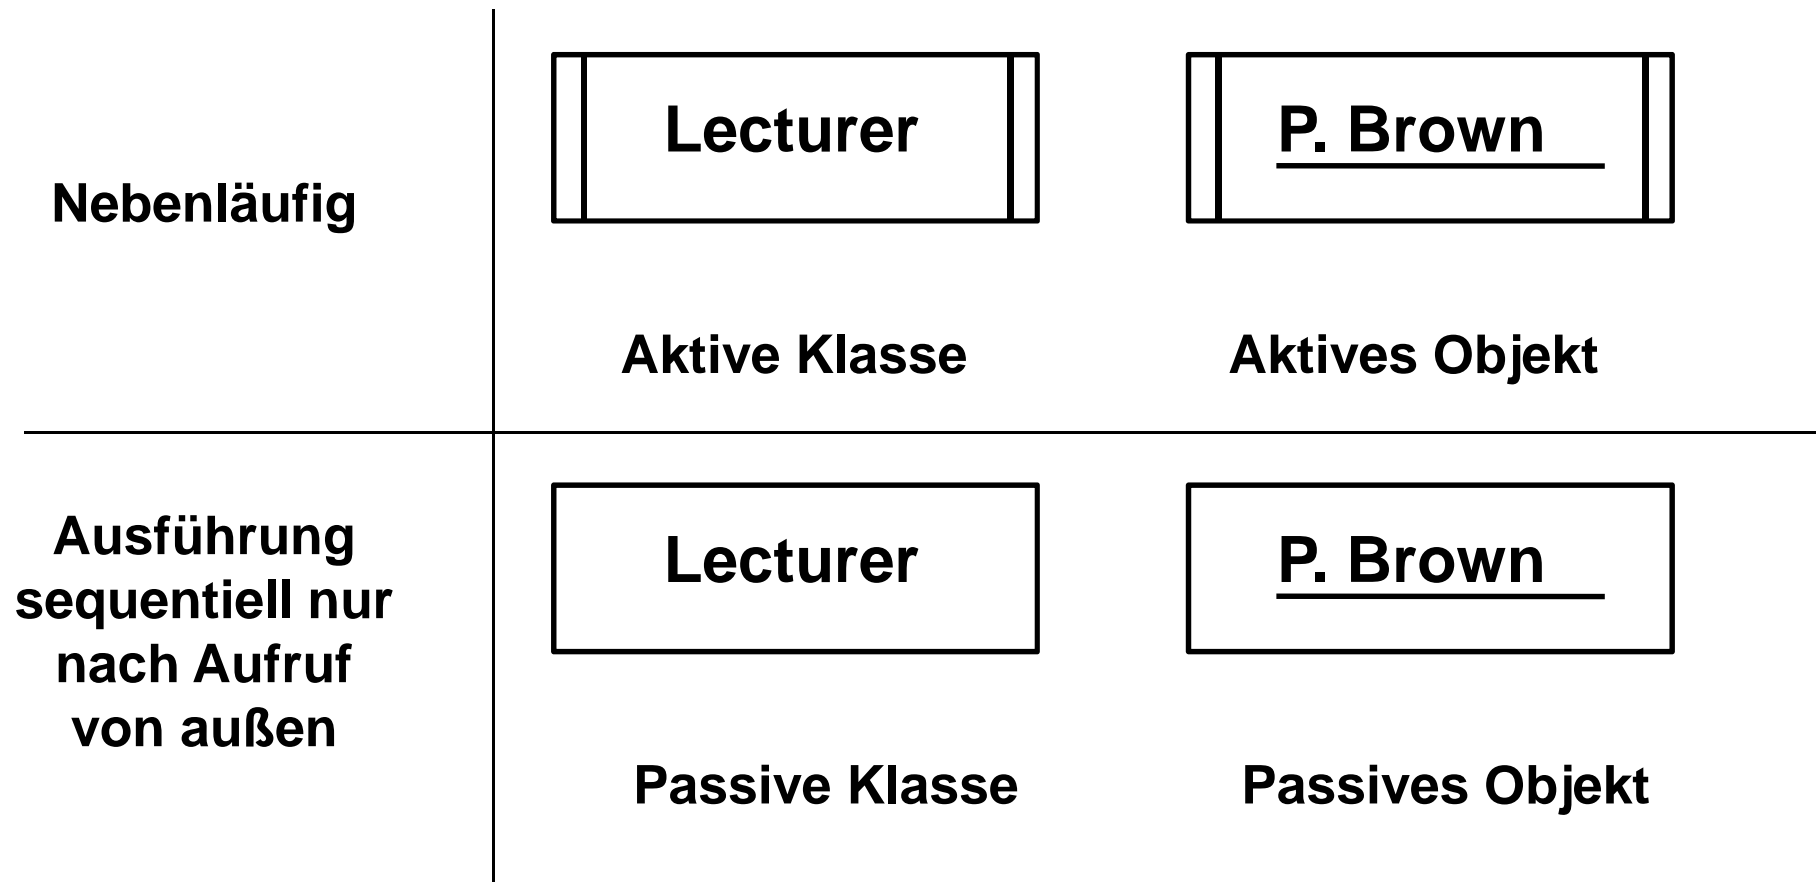 Lecturer
P. Brown
Nebenläufig
Aktive Klasse
Aktives Objekt
Lecturer
P. Brown
Ausführung
sequentiell nur
nach Aufruf
von außen
Passive Klasse
Passives Objekt